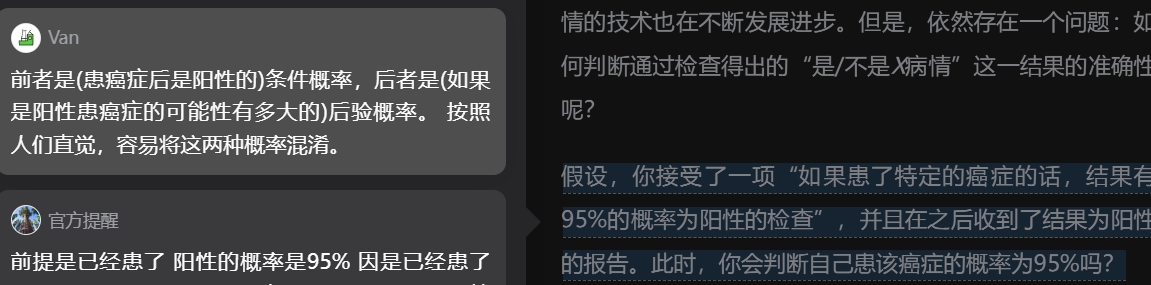 Van
前者是(患癌症后是阳性的)条件概率，后者是(如果
是阳性患癌症的可能性有多大的)后验概率。 按照
人们直觉，容易将这两种概率混淆。
官方提醒
前提是已经患了 阳性的概率是95% 因是已经患了
情的技术也在不断发展进步。但是，依然存在一个问题：如
何判断通过检查得出的“是/不是X病情”这一结果的准确性
呢？
假设，你接受了一项“如果患了特定的癌症的话，结果有
95%的概率为阳性的检查”，并且在之后收到了结果为阳性
的报告。此时，你会判断自己患该癌症的概率为95%吗？